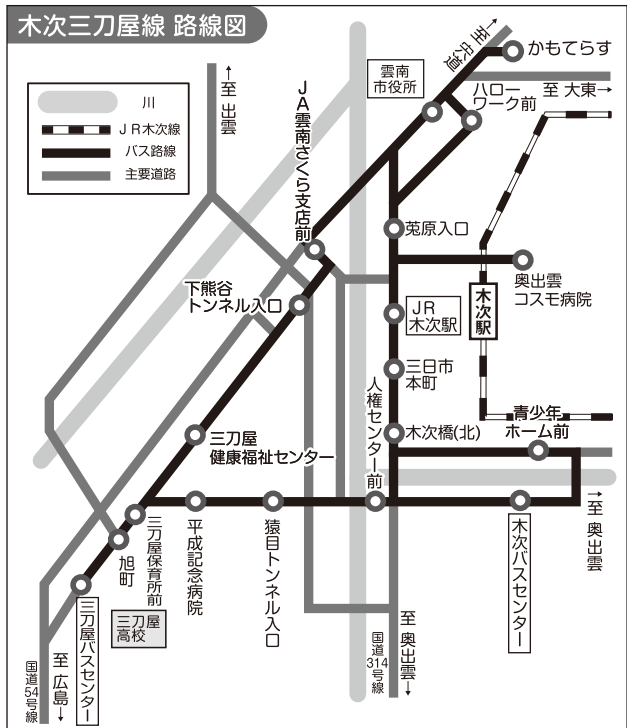 木次三刀屋線 路線図
川
JR木次線
バス路線
主要道路
至 出雲
至 宍道
至 大東
至 奥出雲
至 奥出雲
至 広島
国道54号線
国道
314
号線
かもてらす
雲南
市役所
ハロー
ワーク前
JA雲南さくら支店前
菟原入口
奥出雲
コスモ病院
下熊谷
トンネル入口
JR
木次駅
木次駅
三日市
本町
人権センター前
木次橋(北)
青少年
ホーム前
三刀屋
健康福祉センター
三刀屋保育所前
平成記念病院
猿目トンネル入口
木次バスセンター
旭町
三刀屋
高校
三刀屋バスセンター